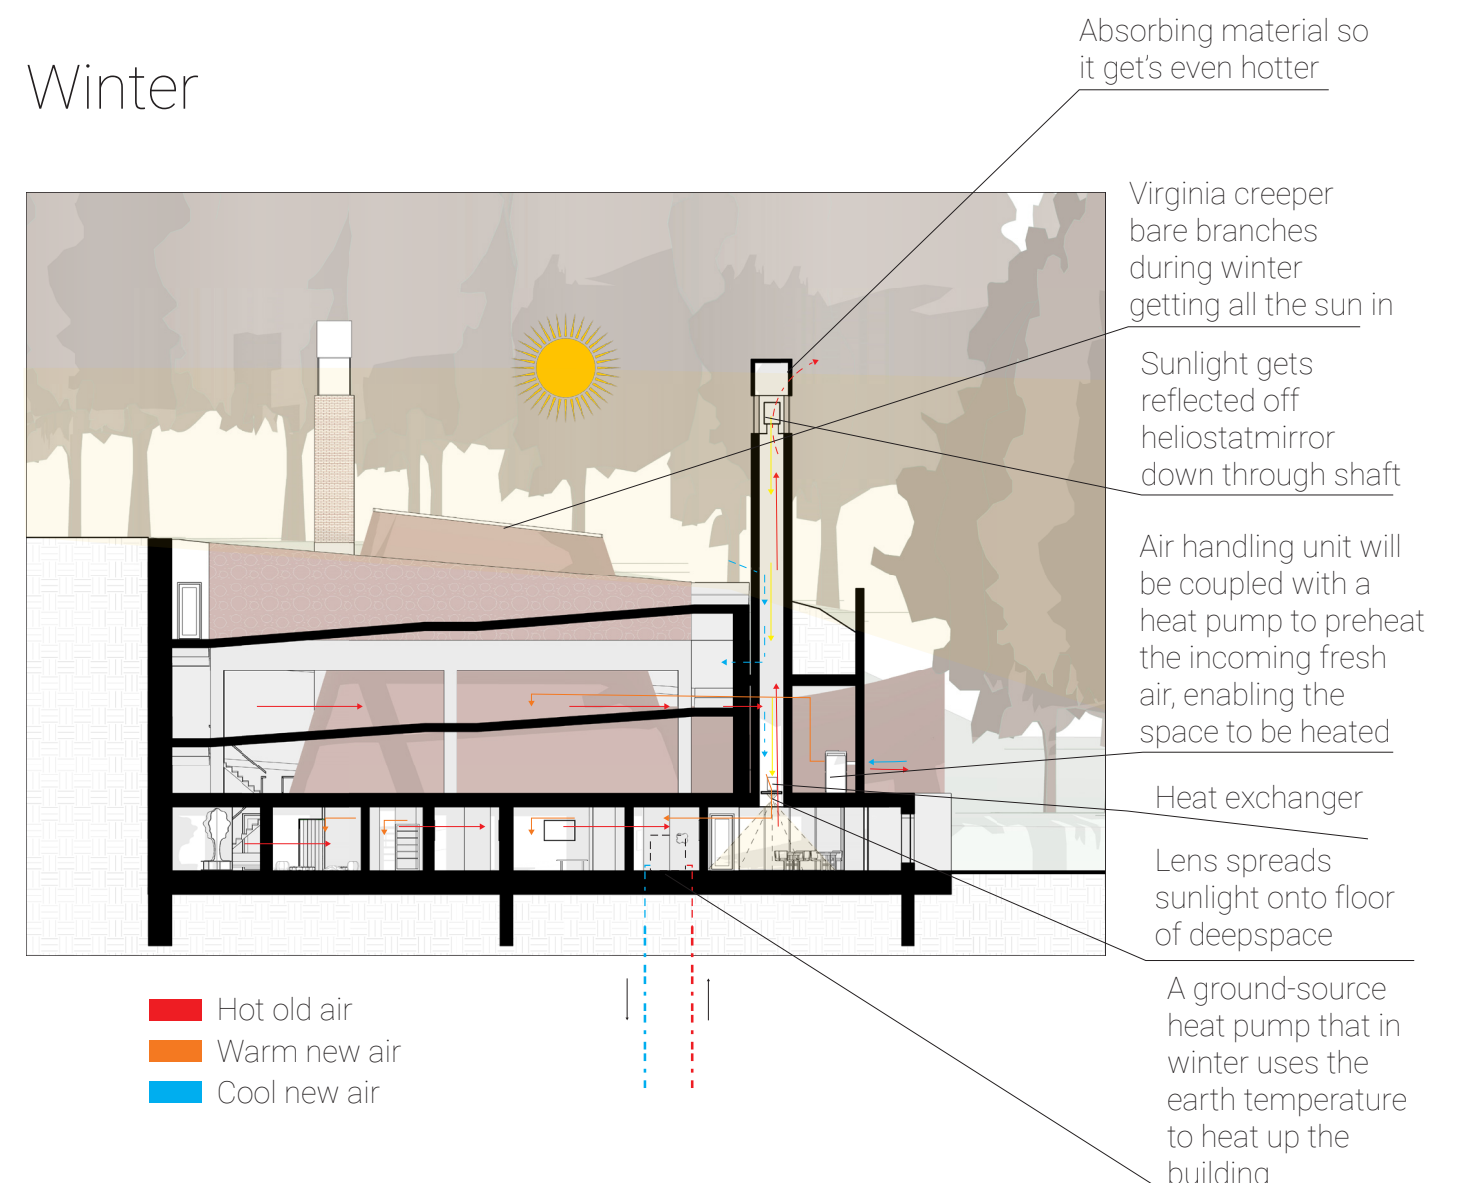 Winter
Absorbing material so
it get's even hotter
Virginia creeper
bare branches
during winter
getting all the sun in
Sunlight gets
reflected off
heliostatmirror
down through shaft
Air handling unit will
be coupled with a
heat pump to preheat
the incoming fresh
air, enabling the
space to be heated
Heat exchanger
Lens spreads
sunlight onto floor
of deepspace
A ground-source
heat pump that in
winter uses the
earth temperature
to heat up the
building
Hot old air
Warm new air
Cool new air